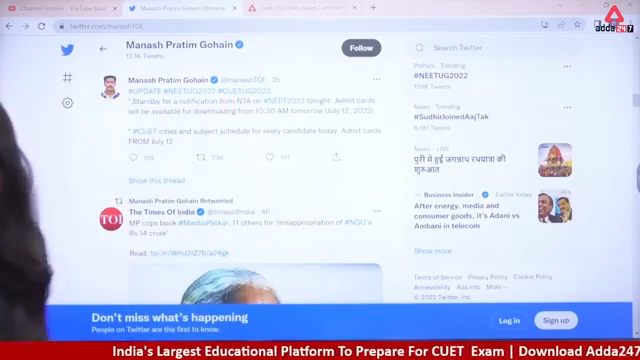 Channel content - YouTube Stud
Manash Pratim Gohain (@mana
adda247
twitter.com/manashTOI
Manash Pratim Gohain
12.1K Tweets
Follow
Search Twitter
Manash Pratim Gohain @manashTOI · 3h
#UPDATE #NEETUG2022 #CUETUG2022
* Standby for a notification from NTA on #NEET2022 tonight. Admit cards
will be available for downloading from 10:30 AM tomorrow (July 12, 2022)
* #CUET cities and subject schedule for every candidate today. Admit cards
FROM July 12
Show this thread
Manash Pratim Gohain Retweeted
TOI
The Times Of India @timesofindia · 4h
MP cops book #MedhaPatkar, 11 others for 'misappropriation of #NGO's
Rs 14 crore'
Read:
Politics · Trending
#NEETUG2022
Trending
#SudhirJoinedAajTak
News · LIVE
पुरी में हुई जगन्नाथ रथयात्रा की
शुरुआत
Business Insider
Earlier today
After energy, media and
consumer goods, it's Adani vs
Ambani in telecom
Show more
Terms of Service Privacy Policy Cookie Policy
Accessibility Ads info More ···
© 2022 Twitter, Inc.
Don't miss what's happening
People on Twitter are the first to know.
Log in
Sign up
India's Largest Educational Platform To Prepare For CUET Exam | Download Adda247